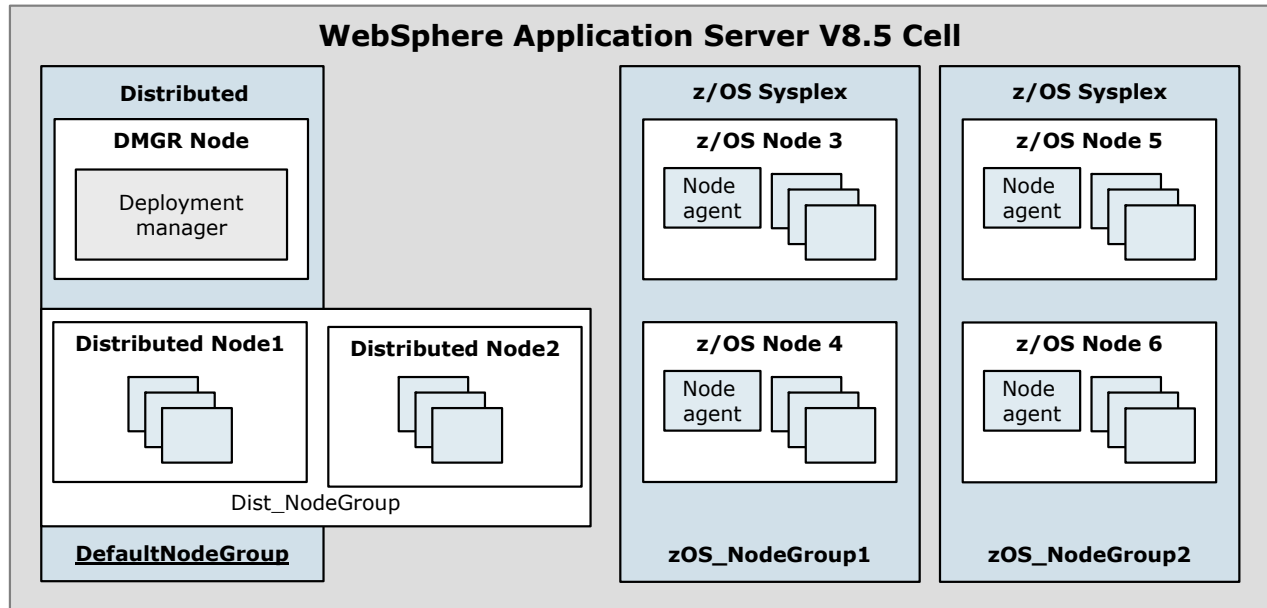 WebSphere Application Server V8.5 Cell
Distributed
DMGR Node
Deployment
manager
Distributed Node1
Distributed Node2
Dist_NodeGroup
DefaultNodeGroup
z/OS Sysplex
z/OS Node 3
Node
agent
z/OS Node 4
Node
agent
zOS_NodeGroup1
z/OS Sysplex
z/OS Node 5
Node
agent
z/OS Node 6
Node
agent
zOS_NodeGroup2